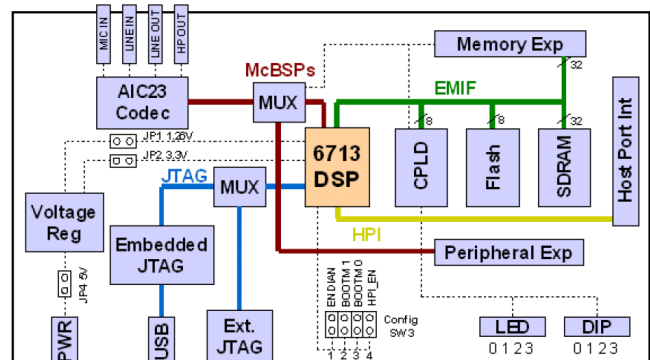 MIC IN
LINE IN
LINE OUT
HP OUT
AIC23
Codec
McBSPs
MUX
Memory Exp
32
EMIF
8
8
32
JP1 1.26V
JP2 3.3V
6713
DSP
CPLD
Flash
SDRAM
Host Port Int
JTAG
MUX
Voltage
Reg
HPI
Embedded
JTAG
Peripheral Exp
JP4 5V
ENDIAN
BOOTM 1
BOOTM 0
HPI_EN
Config
SW3
1 2 3 4
PWR
USB
Ext.
JTAG
LED
0 1 2 3
DIP
0 1 2 3